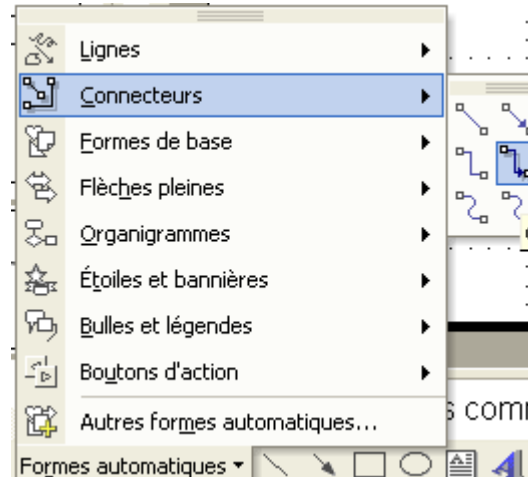 Lignes
Connecteurs
Formes de base
Flèches pleines
Organigrammes
Étoiles et bannières
Bulles et légendes
Boutons d'action
Autres formes automatiques...
Formes automatiques